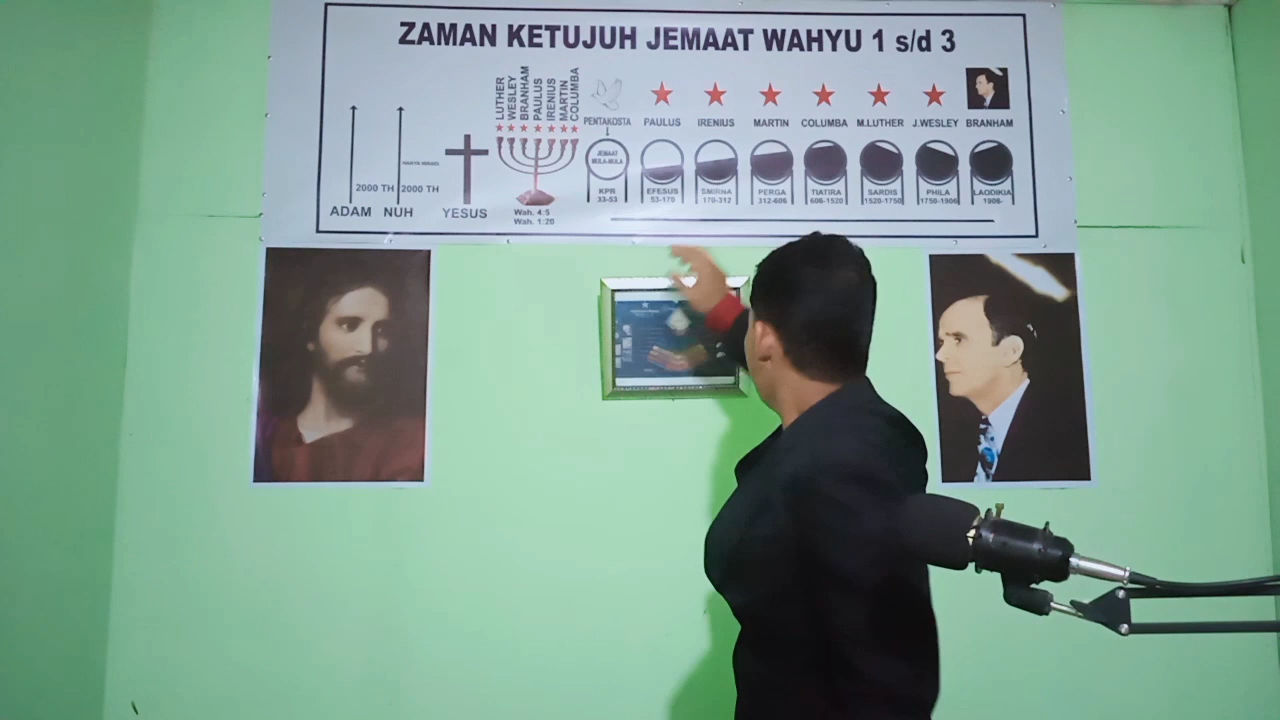 ZAMAN KETUJUH JEMAAT WAHYU 1 s/d 3
LUTHER
WESLEY
BRANHAM
PAULUS
IRENIUS
MARTIN
COLUMBA
PENTAKOSTA
PAULUS
IRENIUS
MARTIN
COLUMBA
M.LUTHER
J.WESLEY
BRANHAM
JEMAAT
MULA-MULA
2000 TH
2000 TH
ADAM
NUH
YESUS
Wah. 4:5
Wah. 1:20
KPR
33-53
EFESUS
53-170
SMIRNA
170-312
PERGA
312-606
TIATIRA
606-1520
SARDIS
1520-1750
PHILA
1750-1906
LAODIKIA
1906-